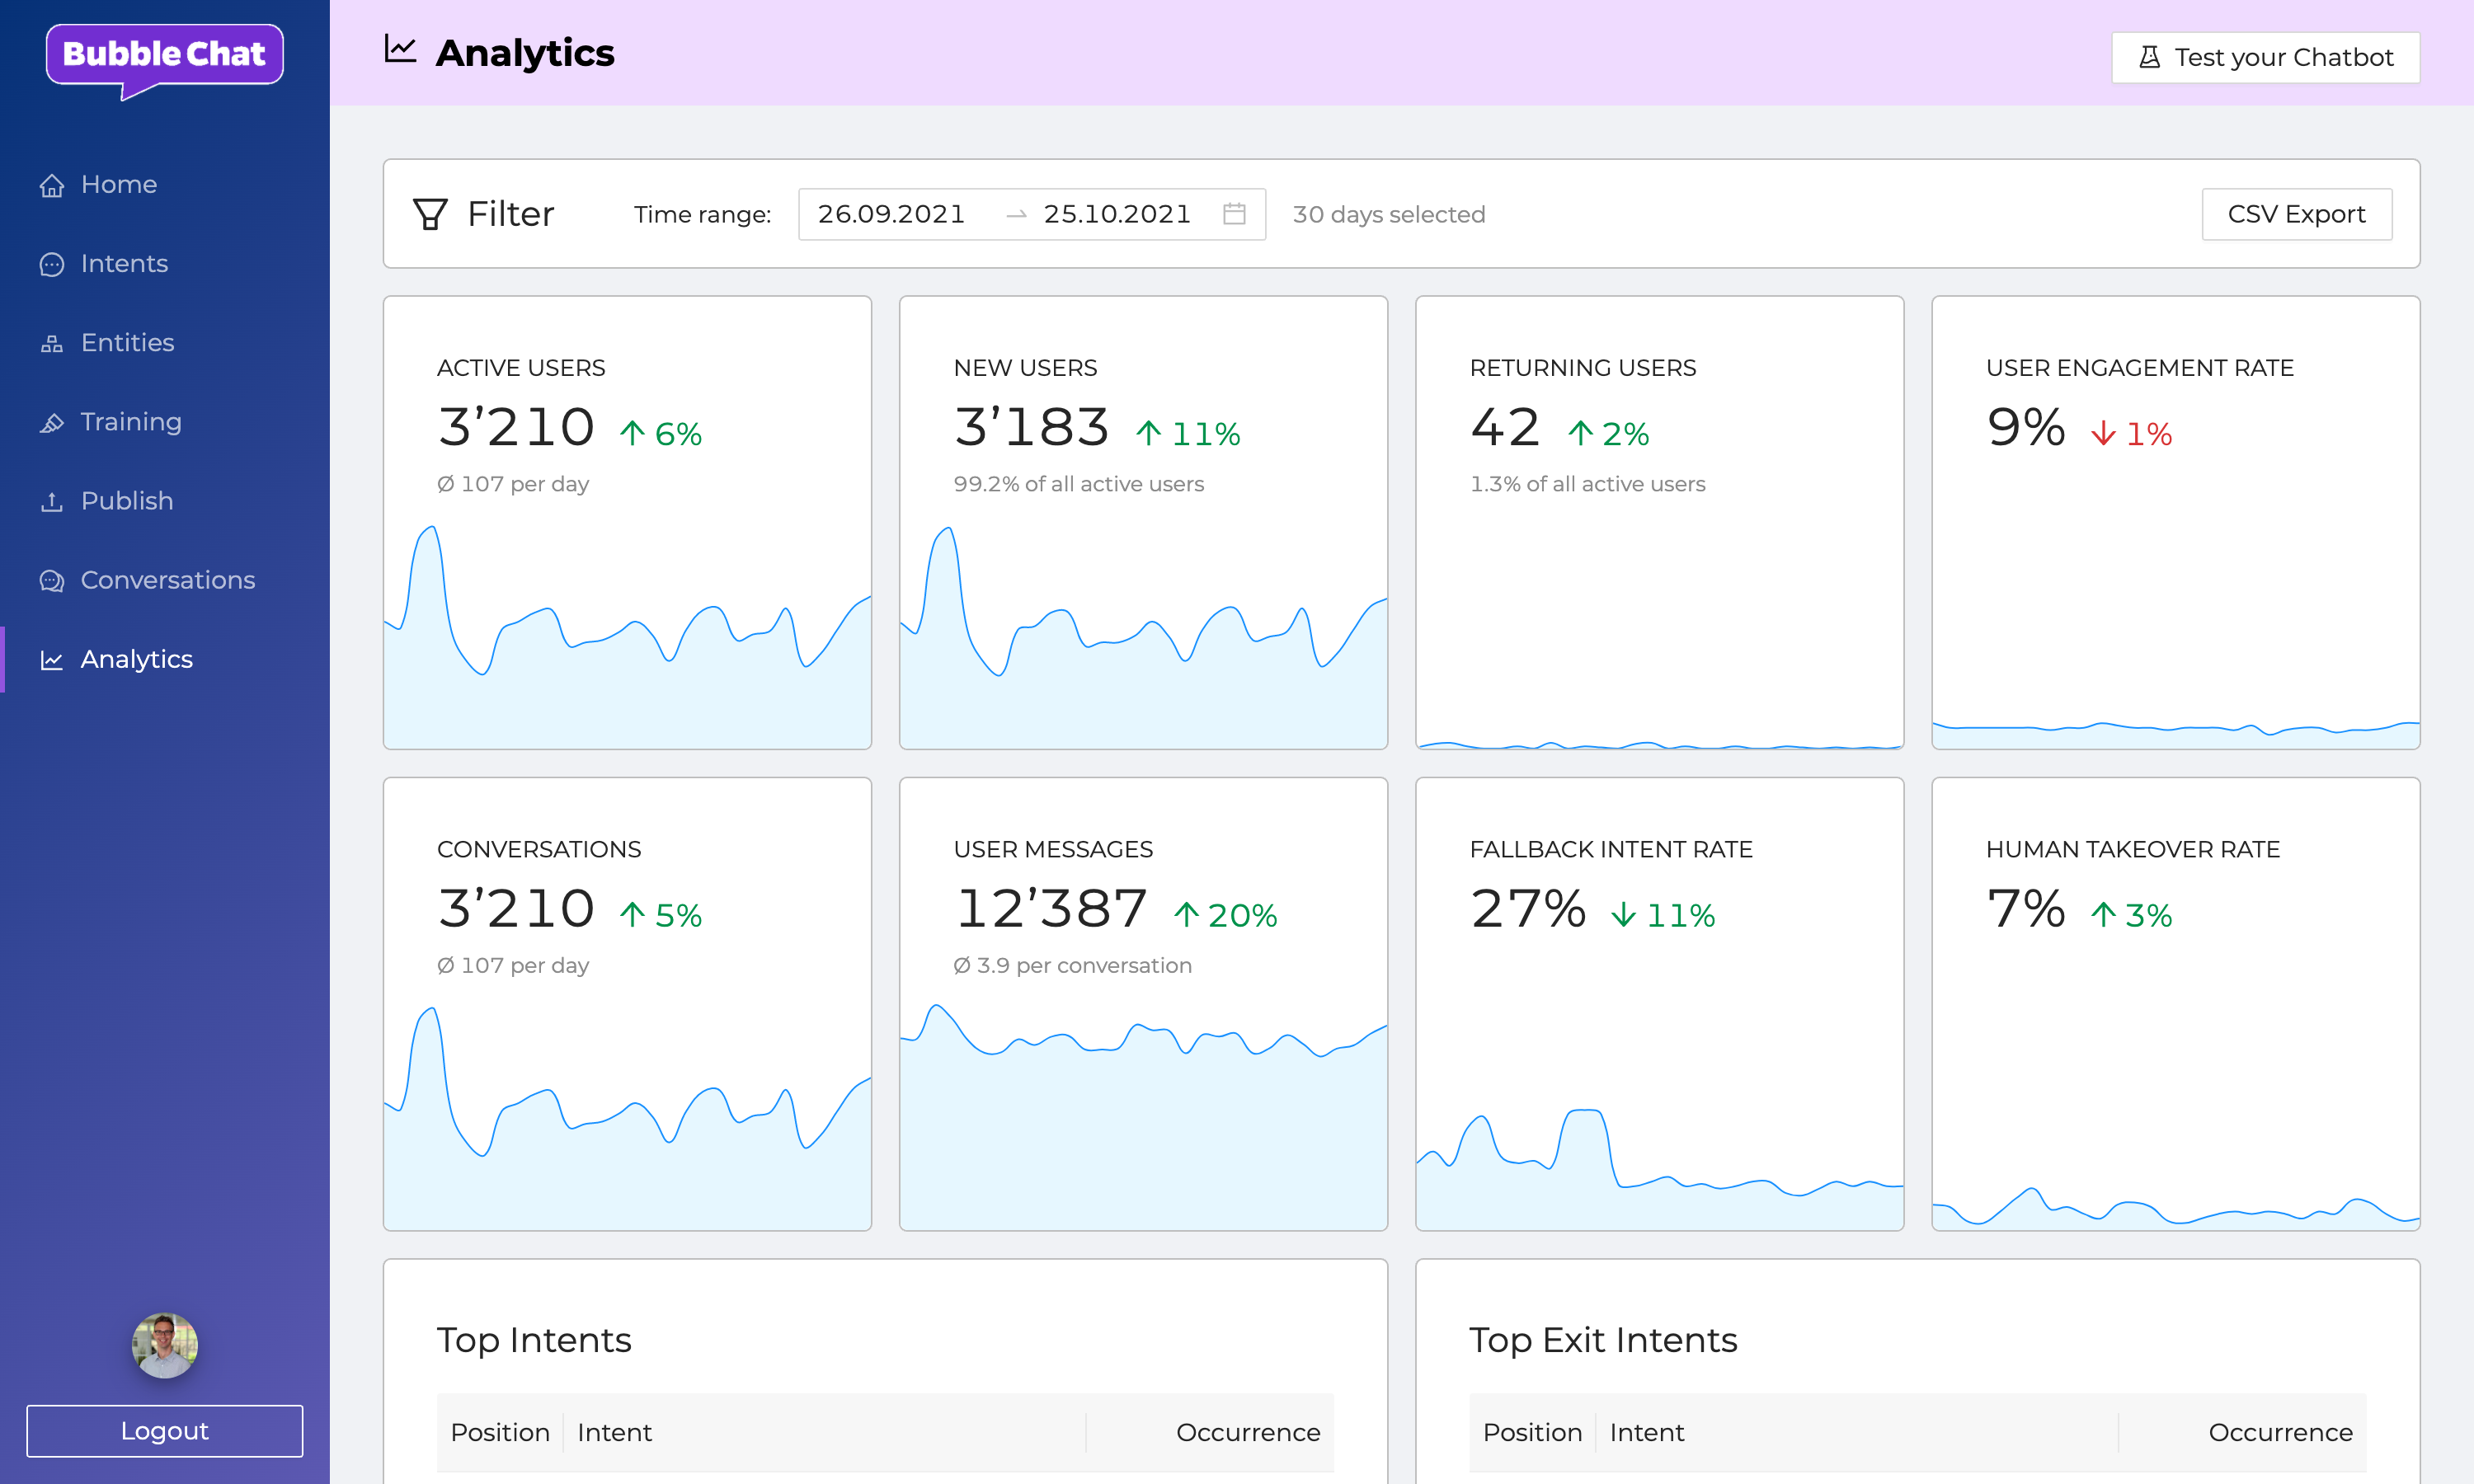 Bubble Chat
Home
Intents
Entities
Training
Publish
Conversations
Analytics
Logout
Analytics
Test your Chatbot
Filter
Time range:
26.09.2021
25.10.2021
30 days selected
CSV Export
ACTIVE USERS
3’210 ↑ 6%
Ø 107 per day
NEW USERS
3’183 ↑ 11%
99.2% of all active users
RETURNING USERS
42 ↑ 2%
1.3% of all active users
USER ENGAGEMENT RATE
9% ↓ 1%
CONVERSATIONS
3’210 ↑ 5%
Ø 107 per day
USER MESSAGES
12’387 ↑ 20%
Ø 3.9 per conversation
FALLBACK INTENT RATE
27% ↓ 11%
HUMAN TAKEOVER RATE
7% ↑ 3%
Top Intents
Position Intent Occurrence
Top Exit Intents
Position Intent Occurrence